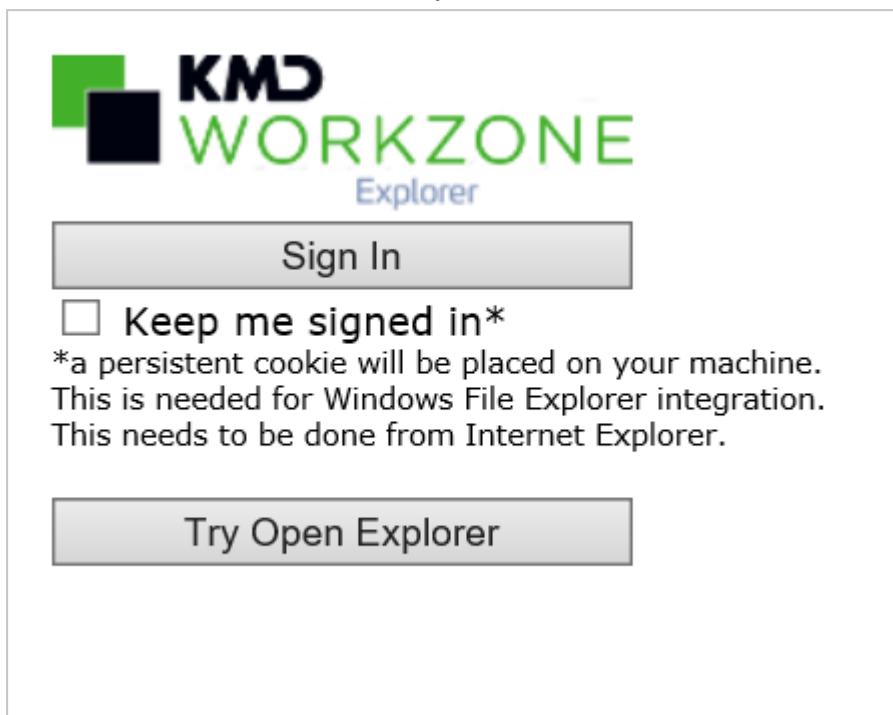 KMD
WORKZONE
Explorer
Sign In
Keep me signed in*
*a persistent cookie will be placed on your machine.
This is needed for Windows File Explorer integration.
This needs to be done from Internet Explorer.
Try Open Explorer